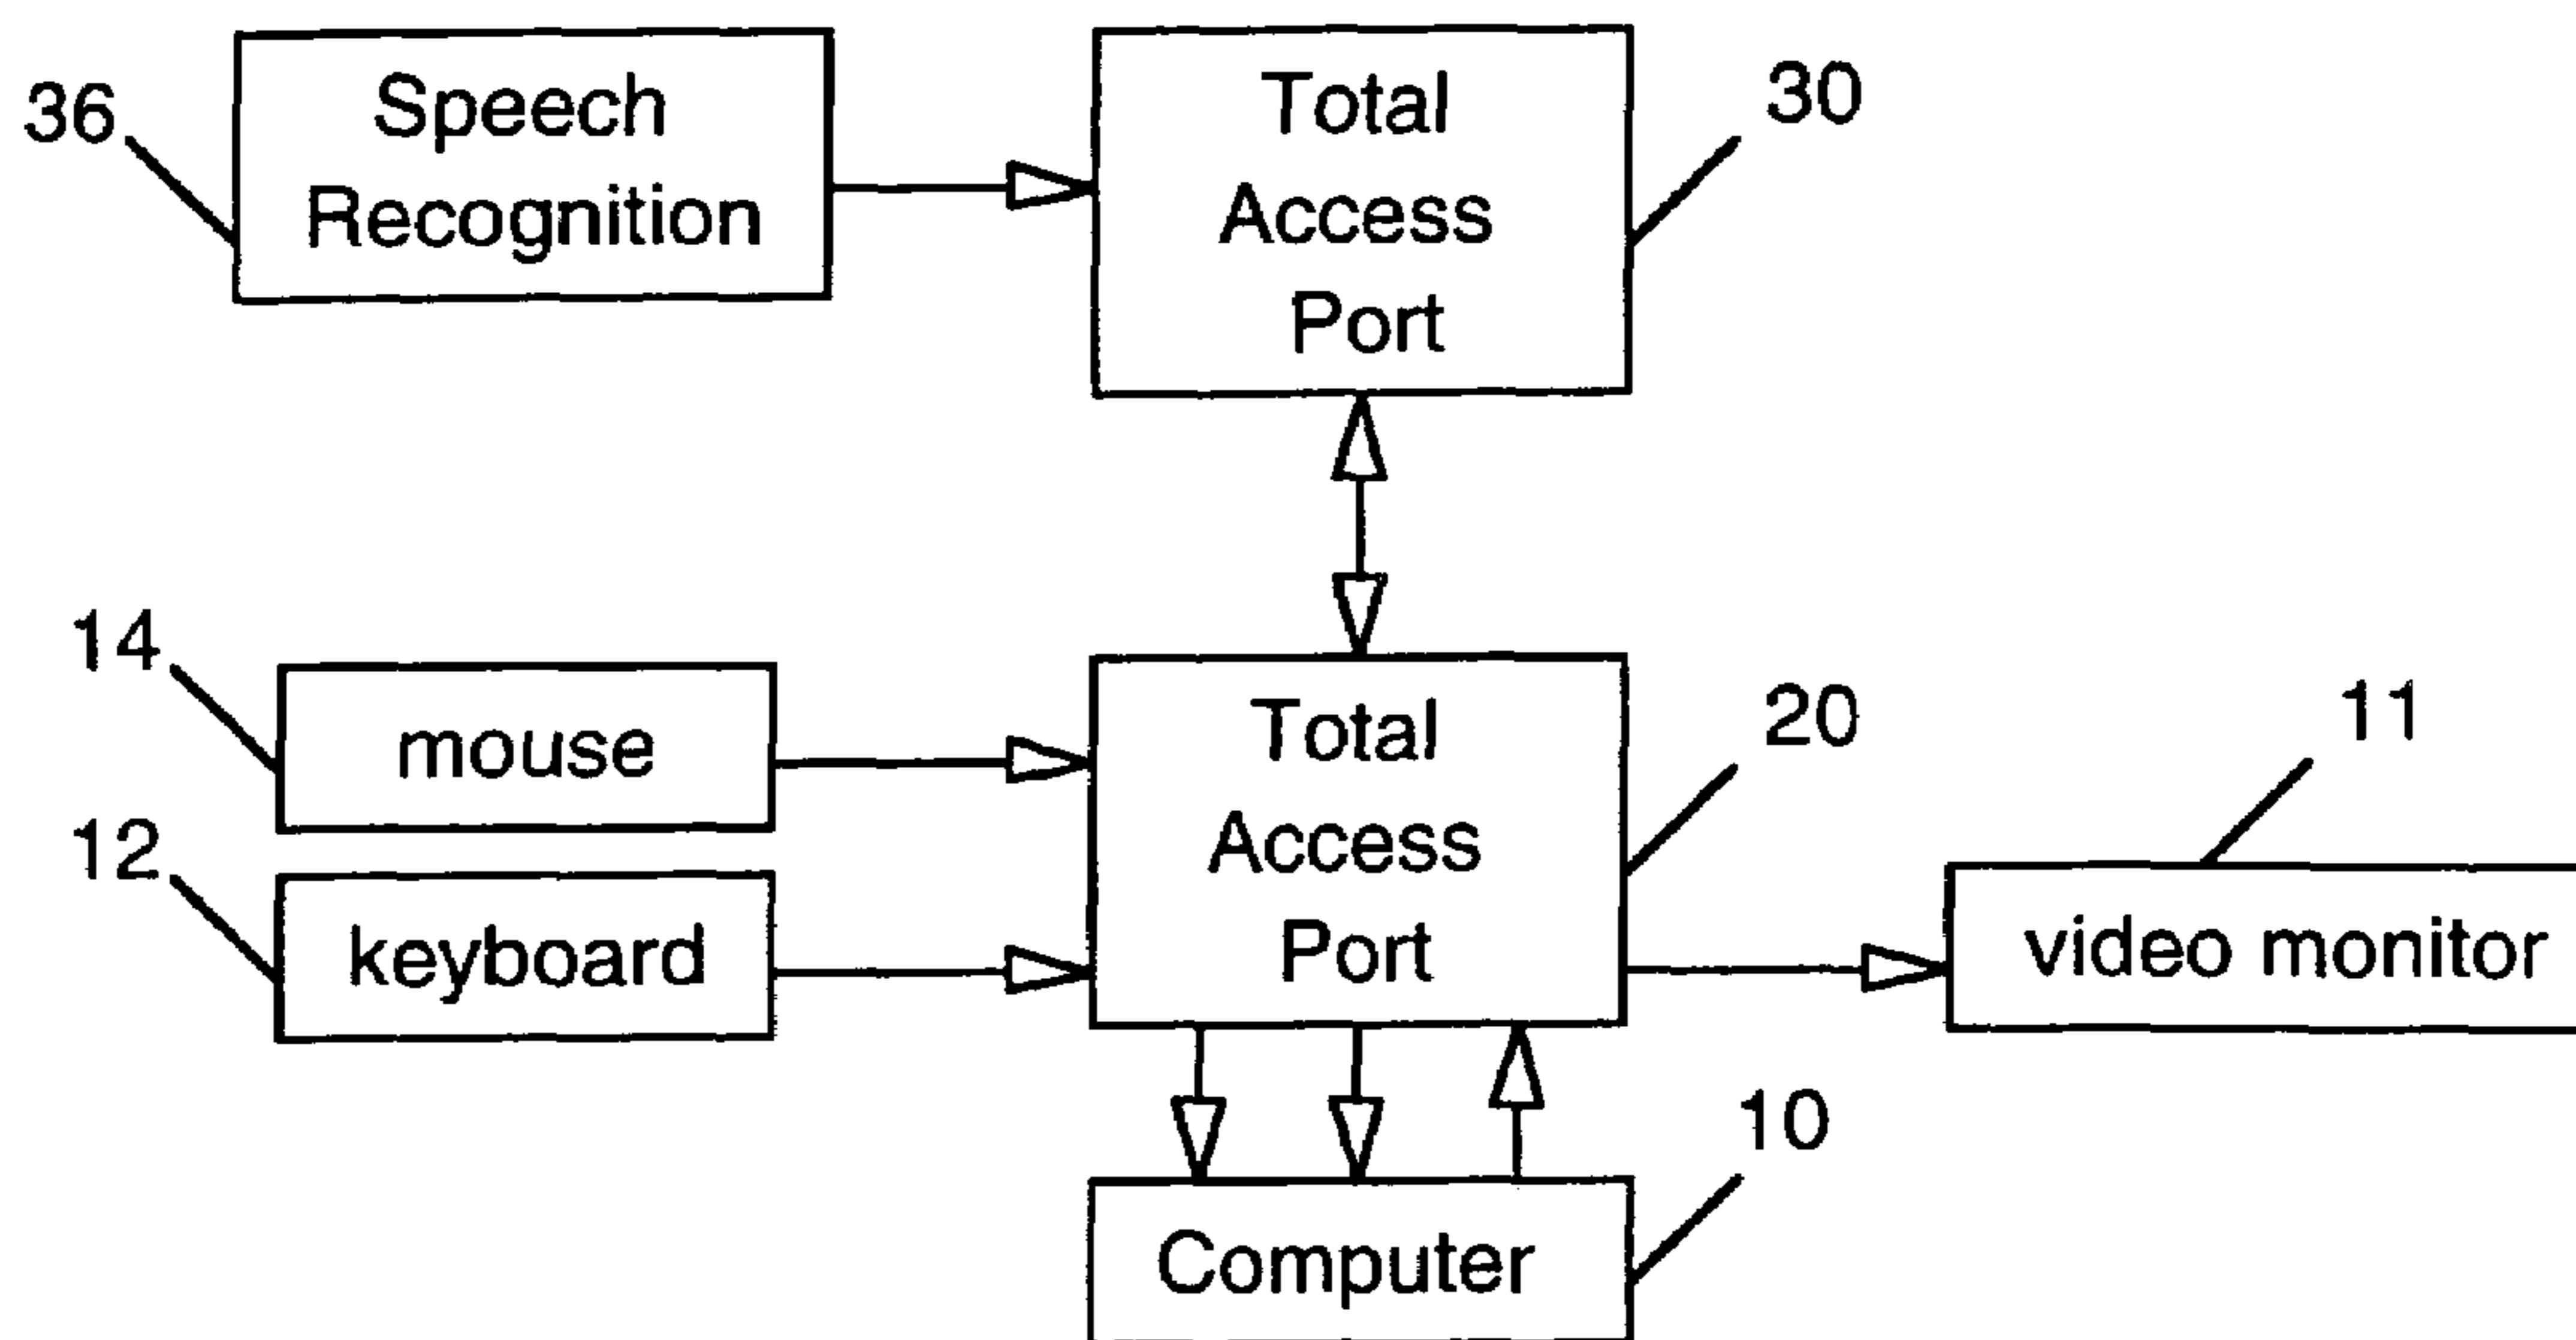 36
Speech
Recognition
Total
Access
Port
30
14
mouse
12
keyboard
Total
Access
Port
20
11
video monitor
10
Computer